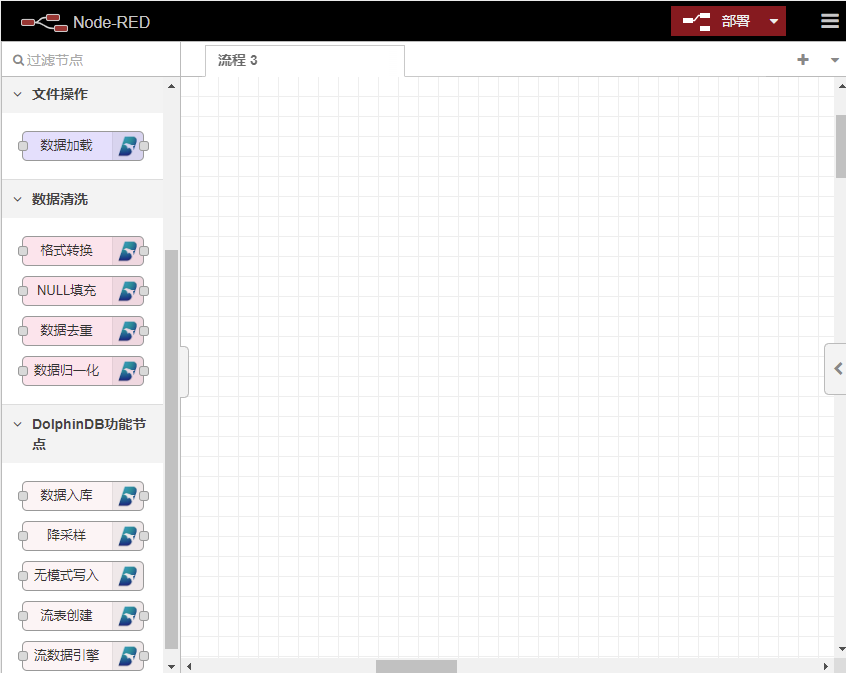 Node-RED
部署
过滤节点
流程 3
文件操作
数据加载
数据清洗
格式转换
NULL填充
数据去重
数据归一化
DolphinDB功能节
点
数据入库
降采样
无模式写入
流表创建
流数据引擎